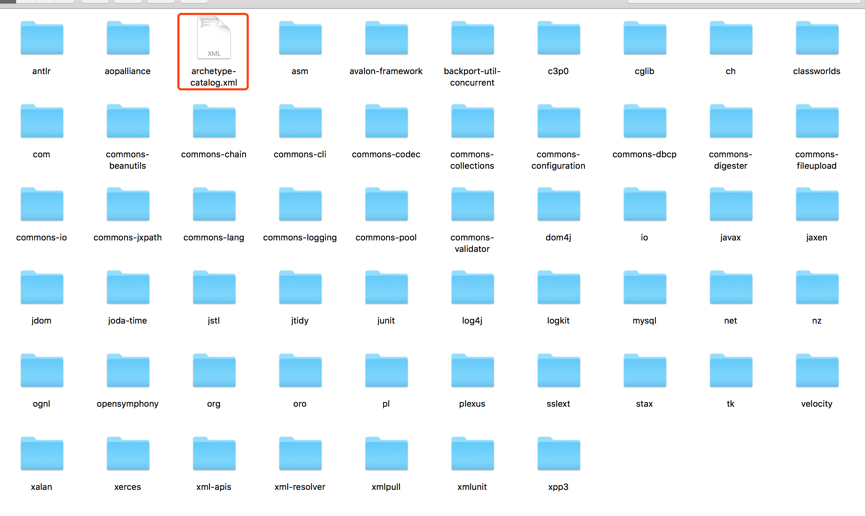 XML
antlr
aopalliance
archetype-
catalog.xml
asm
avalon-framework
backport-util-
concurrent
c3p0
cglib
ch
classworlds
com
commons-
beanutils
commons-chain
commons-cli
commons-codec
commons-
collections
commons-
configuration
commons-dbcp
commons-
digester
commons-
fileupload
commons-io
commons-jxpath
commons-lang
commons-logging
commons-pool
commons-
validator
dom4j
io
javax
jaxen
jdom
joda-time
jstl
jtidy
junit
log4j
logkit
mysql
net
nz
ognl
opensymphony
org
oro
pl
plexus
sslext
stax
tk
velocity
xalan
xerces
xml-apis
xml-resolver
xmlpull
xmlunit
xpp3